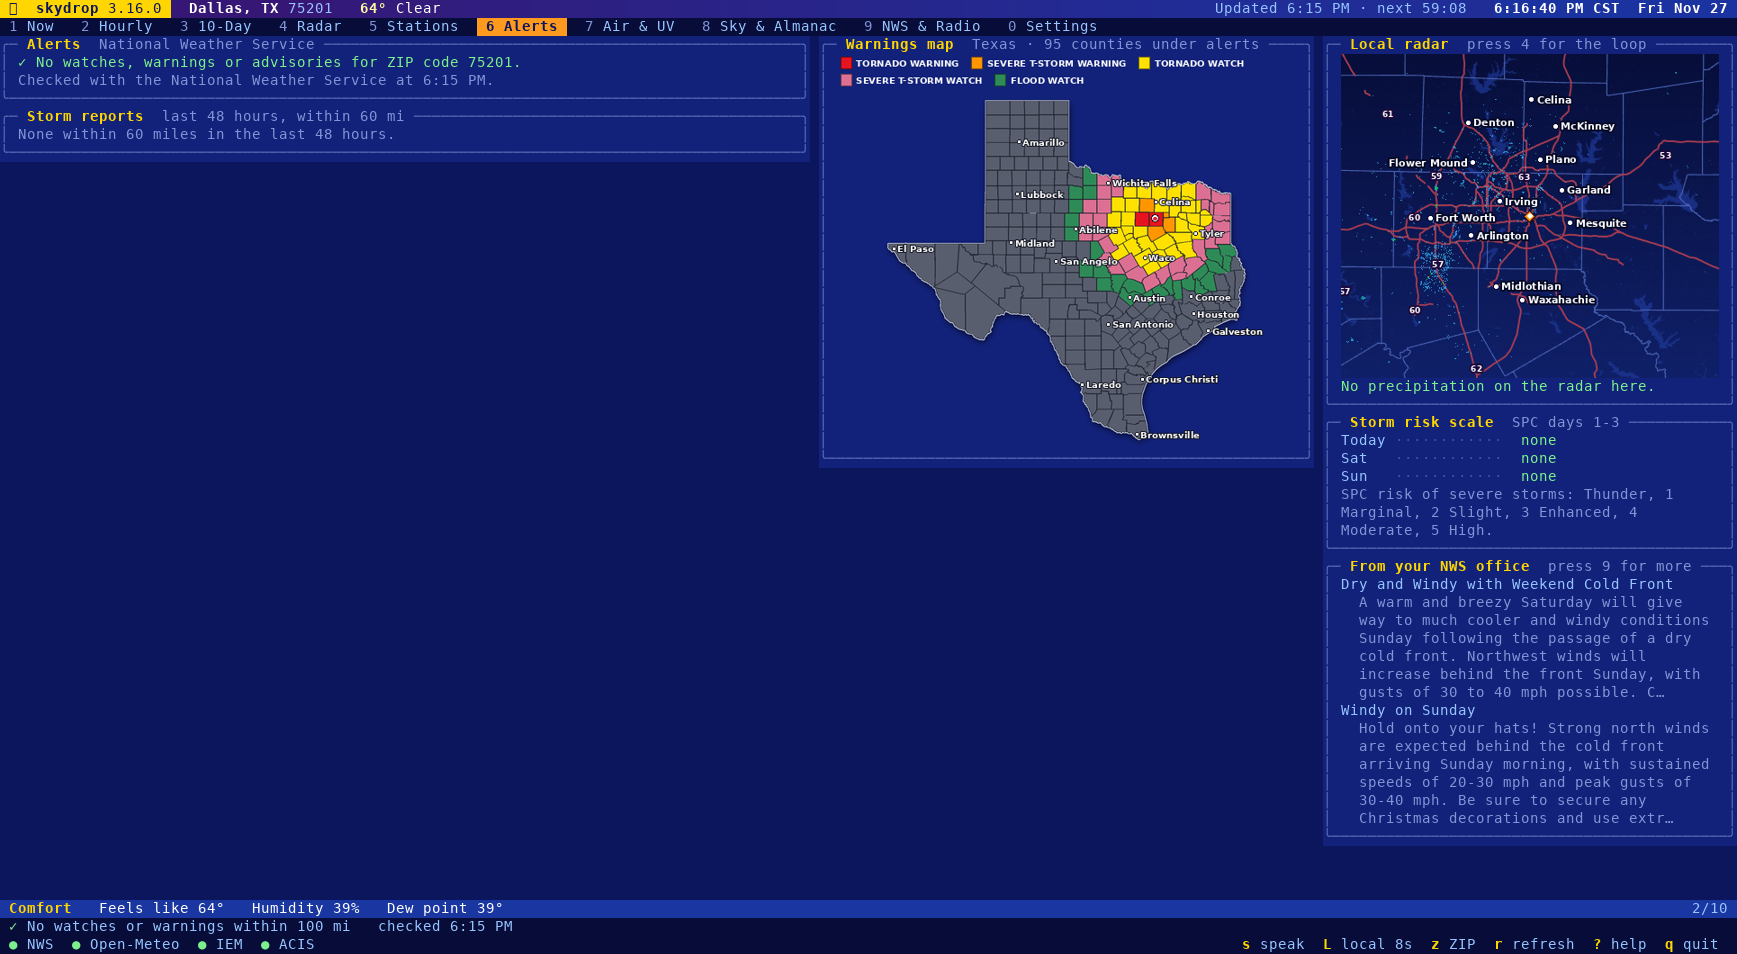 skydrop 3.16.0 Dallas, TX 75201 64° Clear Updated 6:15 PM · next 59:08 6:16:40 PM CST Fri Nov 27
1 Now 2 Hourly 3 10-Day 4 Radar 5 Stations 6 Alerts 7 Air & UV 8 Sky & Almanac 9 NWS & Radio 0 Settings
Alerts National Weather Service
✓ No watches, warnings or advisories for ZIP code 75201.
Checked with the National Weather Service at 6:15 PM.
Storm reports last 48 hours, within 60 mi
None within 60 miles in the last 48 hours.
Warnings map Texas · 95 counties under alerts
TORNADO WARNING SEVERE T-STORM WARNING TORNADO WATCH
SEVERE T-STORM WATCH FLOOD WATCH
Amarillo
Wichita Falls
Lubbock
Celina
Abilene
Tyler
Midland
El Paso
Waco
San Angelo
Austin
Conroe
Houston
San Antonio
Galveston
Corpus Christi
Laredo
Brownsville
Local radar press 4 for the loop
Celina
61
Denton
McKinney
53
Plano
Flower Mound
59
63
Garland
Irving
60
Fort Worth
Mesquite
Arlington
57
Midlothian
57
Waxahachie
60
62
No precipitation on the radar here.
Storm risk scale SPC days 1-3
Today ············ none
Sat ············ none
Sun ············ none
SPC risk of severe storms: Thunder, 1
Marginal, 2 Slight, 3 Enhanced, 4
Moderate, 5 High.
From your NWS office press 9 for more
Dry and Windy with Weekend Cold Front
A warm and breezy Saturday will give
way to much cooler and windy conditions
Sunday following the passage of a dry
cold front. Northwest winds will
increase behind the front Sunday, with
gusts of 30 to 40 mph possible. C…
Windy on Sunday
Hold onto your hats! Strong north winds
are expected behind the cold front
arriving Sunday morning, with sustained
speeds of 20-30 mph and peak gusts of
30-40 mph. Be sure to secure any
Christmas decorations and use extr…
Comfort Feels like 64° Humidity 39% Dew point 39° 2/10
✓ No watches or warnings within 100 mi checked 6:15 PM
● NWS ● Open-Meteo ● IEM ● ACIS s speak L local 8s z ZIP r refresh ? help q quit